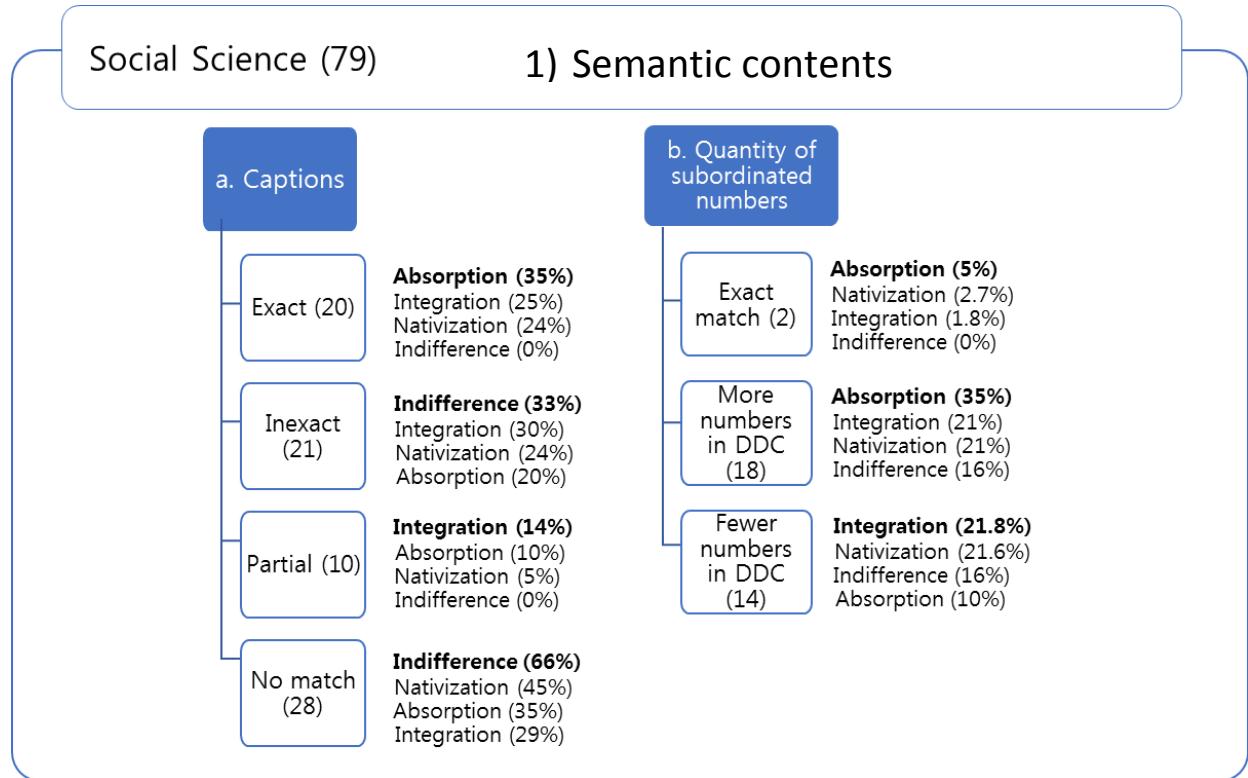 Social Science (79)
1) Semantic contents
a. Captions
Exact (20)
Absorption (35%)
Integration (25%)
Nativization (24%)
Indifference (0%)
Inexact
(21)
Indifference (33%)
Integration (30%)
Nativization (24%)
Absorption (20%)
Partial (10)
Integration (14%)
Absorption (10%)
Nativization (5%)
Indifference (0%)
No match
(28)
Indifference (66%)
Nativization (45%)
Absorption (35%)
Integration (29%)
b. Quantity of
subordinated
numbers
Exact
match (2)
Absorption (5%)
Nativization (2.7%)
Integration (1.8%)
Indifference (0%)
More
numbers
in DDC
(18)
Absorption (35%)
Integration (21%)
Nativization (21%)
Indifference (16%)
Fewer
numbers
in DDC
(14)
Integration (21.8%)
Nativization (21.6%)
Indifference (16%)
Absorption (10%)